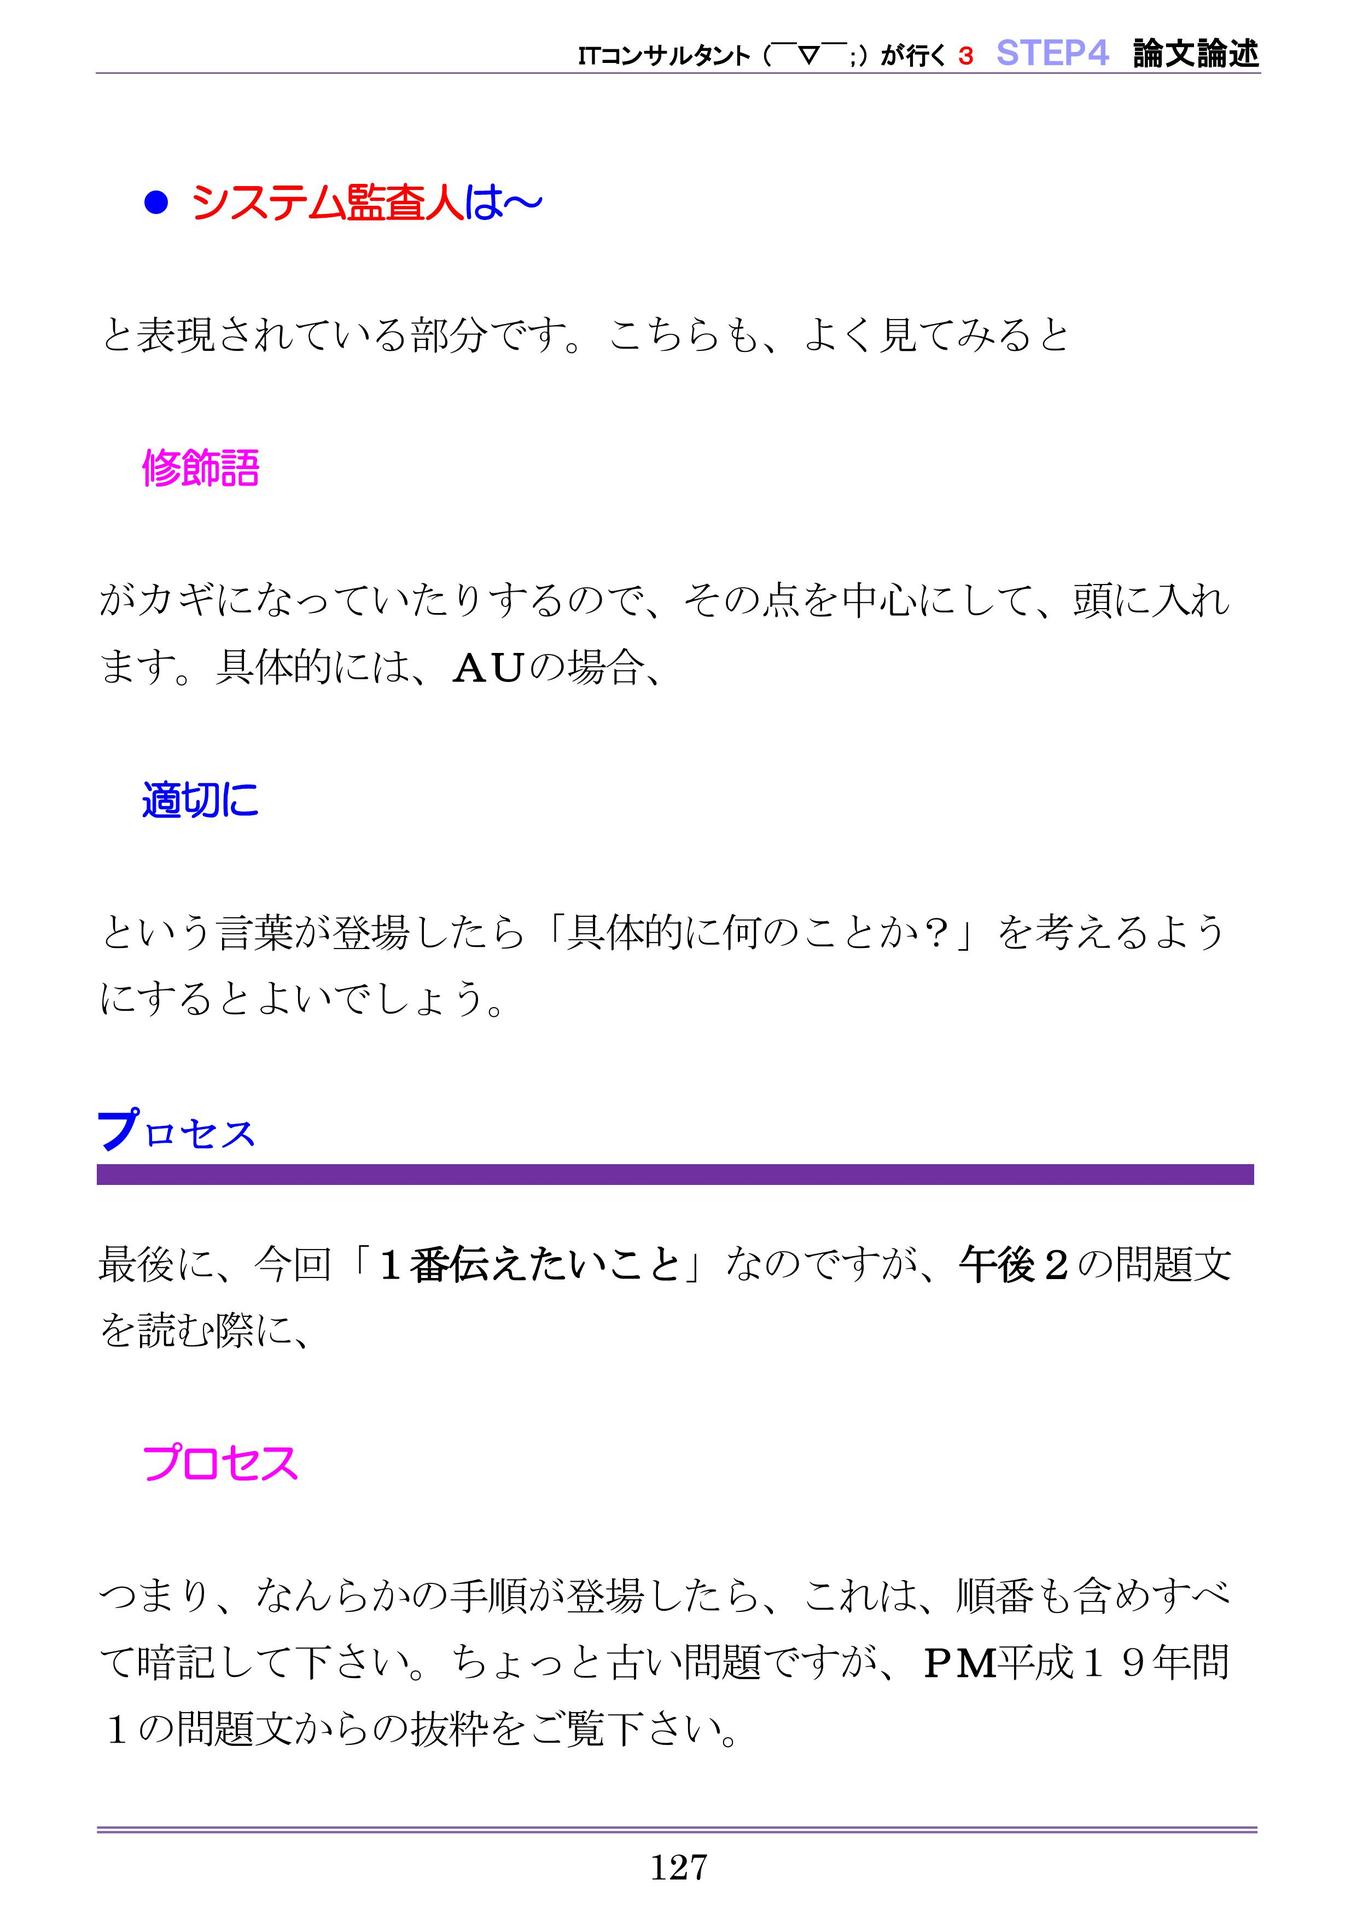 ITコンサルタント（￣▽￣；）が行く 3 STEP4 論文論述
● システム監査人は～
と表現されている部分です。こちらも、よく見てみると
修飾語
がカギになっていたりするので、その点を中心にして、頭に入れ
ます。具体的には、ＡＵの場合、
適切に
という言葉が登場したら「具体的に何のことか？」を考えるよう
にするとよいでしょう。
プロセス
最後に、今回「１番伝えたいこと」なのですが、午後２の問題文
を読む際に、
プロセス
つまり、なんらかの手順が登場したら、これは、順番も含めすべ
て暗記して下さい。ちょっと古い問題ですが、ＰＭ平成１９年問
１の問題文からの抜粋をご覧下さい。
127